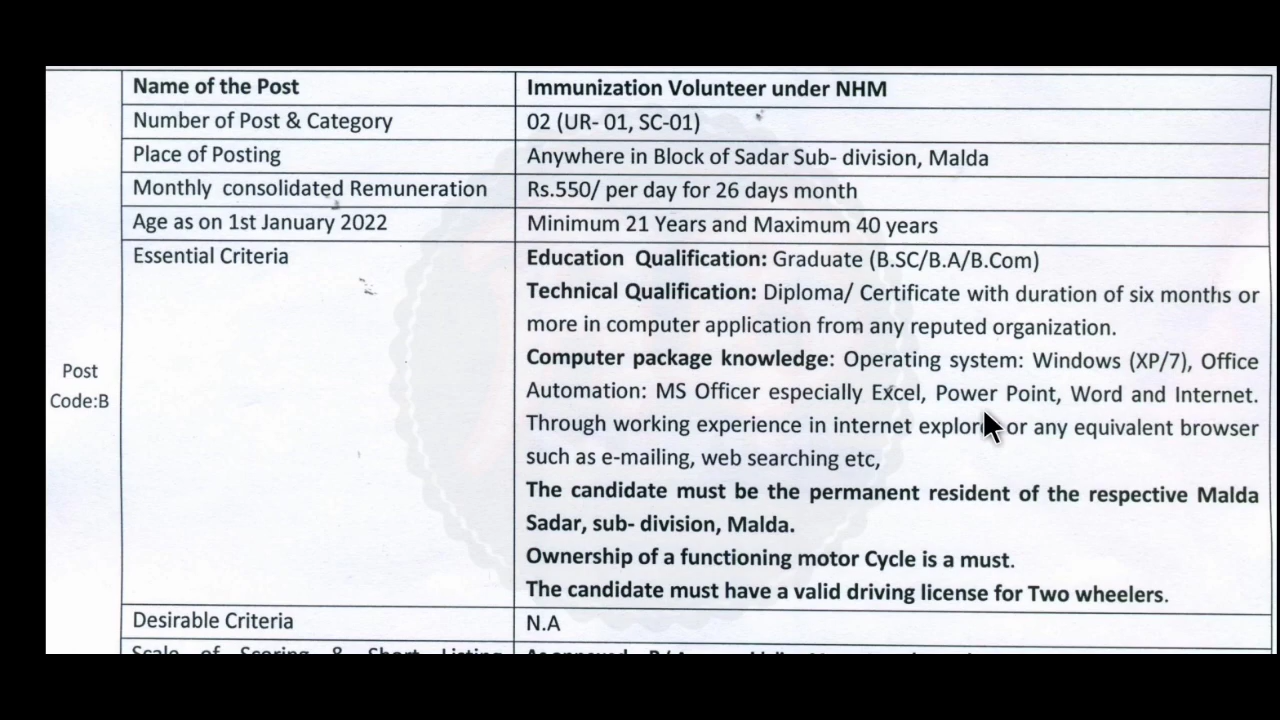 Name of the Post Immunization Volunteer under NHM
Number of Post & Category 02 (UR- 01, SC-01)
Place of Posting Anywhere in Block of Sadar Sub- division, Malda
Monthly consolidated Remuneration Rs.550/ per day for 26 days month
Age as on 1st January 2022 Minimum 21 Years and Maximum 40 years
Essential Criteria Education Qualification: Graduate (B.SC/B.A/B.Com)
Technical Qualification: Diploma/ Certificate with duration of six months or
more in computer application from any reputed organization.
Post Computer package knowledge: Operating system: Windows (XP/7), Office
Code:B Automation: MS Officer especially Excel, Power Point, Word and Internet.
Through working experience in internet explore or any equivalent browser
such as e-mailing, web searching etc,
The candidate must be the permanent resident of the respective Malda
Sadar, sub- division, Malda.
Ownership of a functioning motor Cycle is a must.
The candidate must have a valid driving license for Two wheelers.
Desirable Criteria N.A
Scale of Scoring & Short Listing